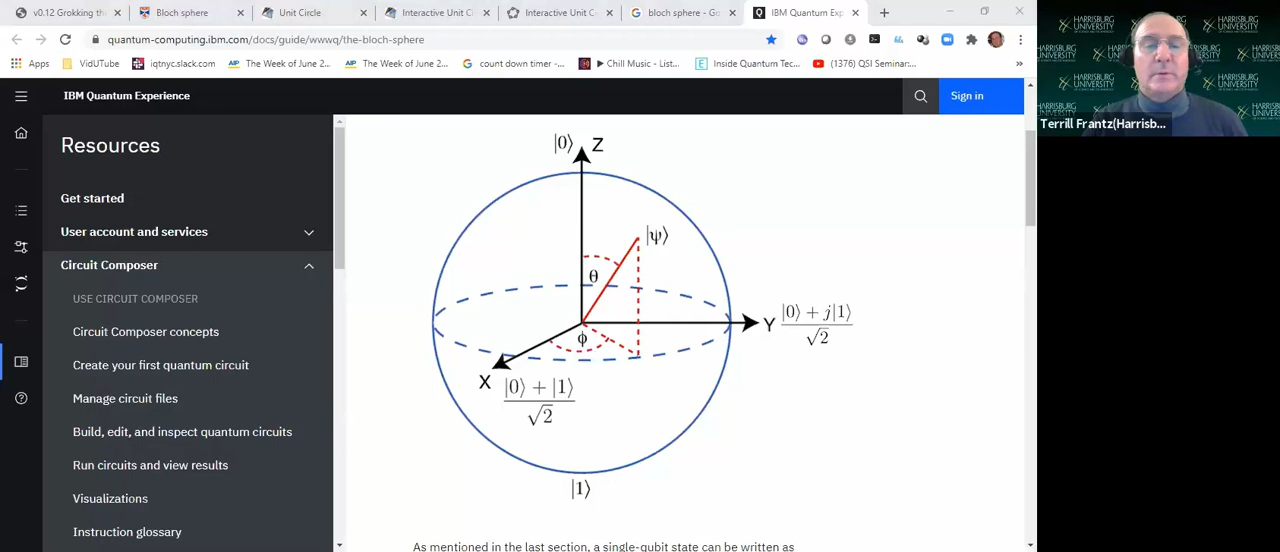 v0.12 Grokking the
Bloch sphere
Unit Circle
Interactive Unit Ci
Interactive Unit C
bloch sphere - Go
IBM Quantum Exp
quantum-computing.ibm.com/docs/guide/wwwq/the-bloch-sphere
Apps
VidUTube
iqtnyc.slack.com
AIP The Week of June 2...
AIP The Week of June 2...
count down timer -...
Chill Music - List...
E Inside Quantum Tec...
(1376) QSI Seminar:...
IBM Quantum Experience
Sign in
Resources
Get started
User account and services
Circuit Composer
USE CIRCUIT COMPOSER
Circuit Composer concepts
Create your first quantum circuit
Manage circuit files
Build, edit, and inspect quantum circuits
Run circuits and view results
Visualizations
Instruction glossary
|0⟩ Z
|ψ⟩
θ
ϕ
Y |0⟩ + j|1⟩
√2
X |0⟩ + |1⟩
√2
|1⟩
As mentioned in the last section, a single-qubit state can be written as
HARRISBURG
UNIVERSITY
Terrill Frantz(Harrisb...